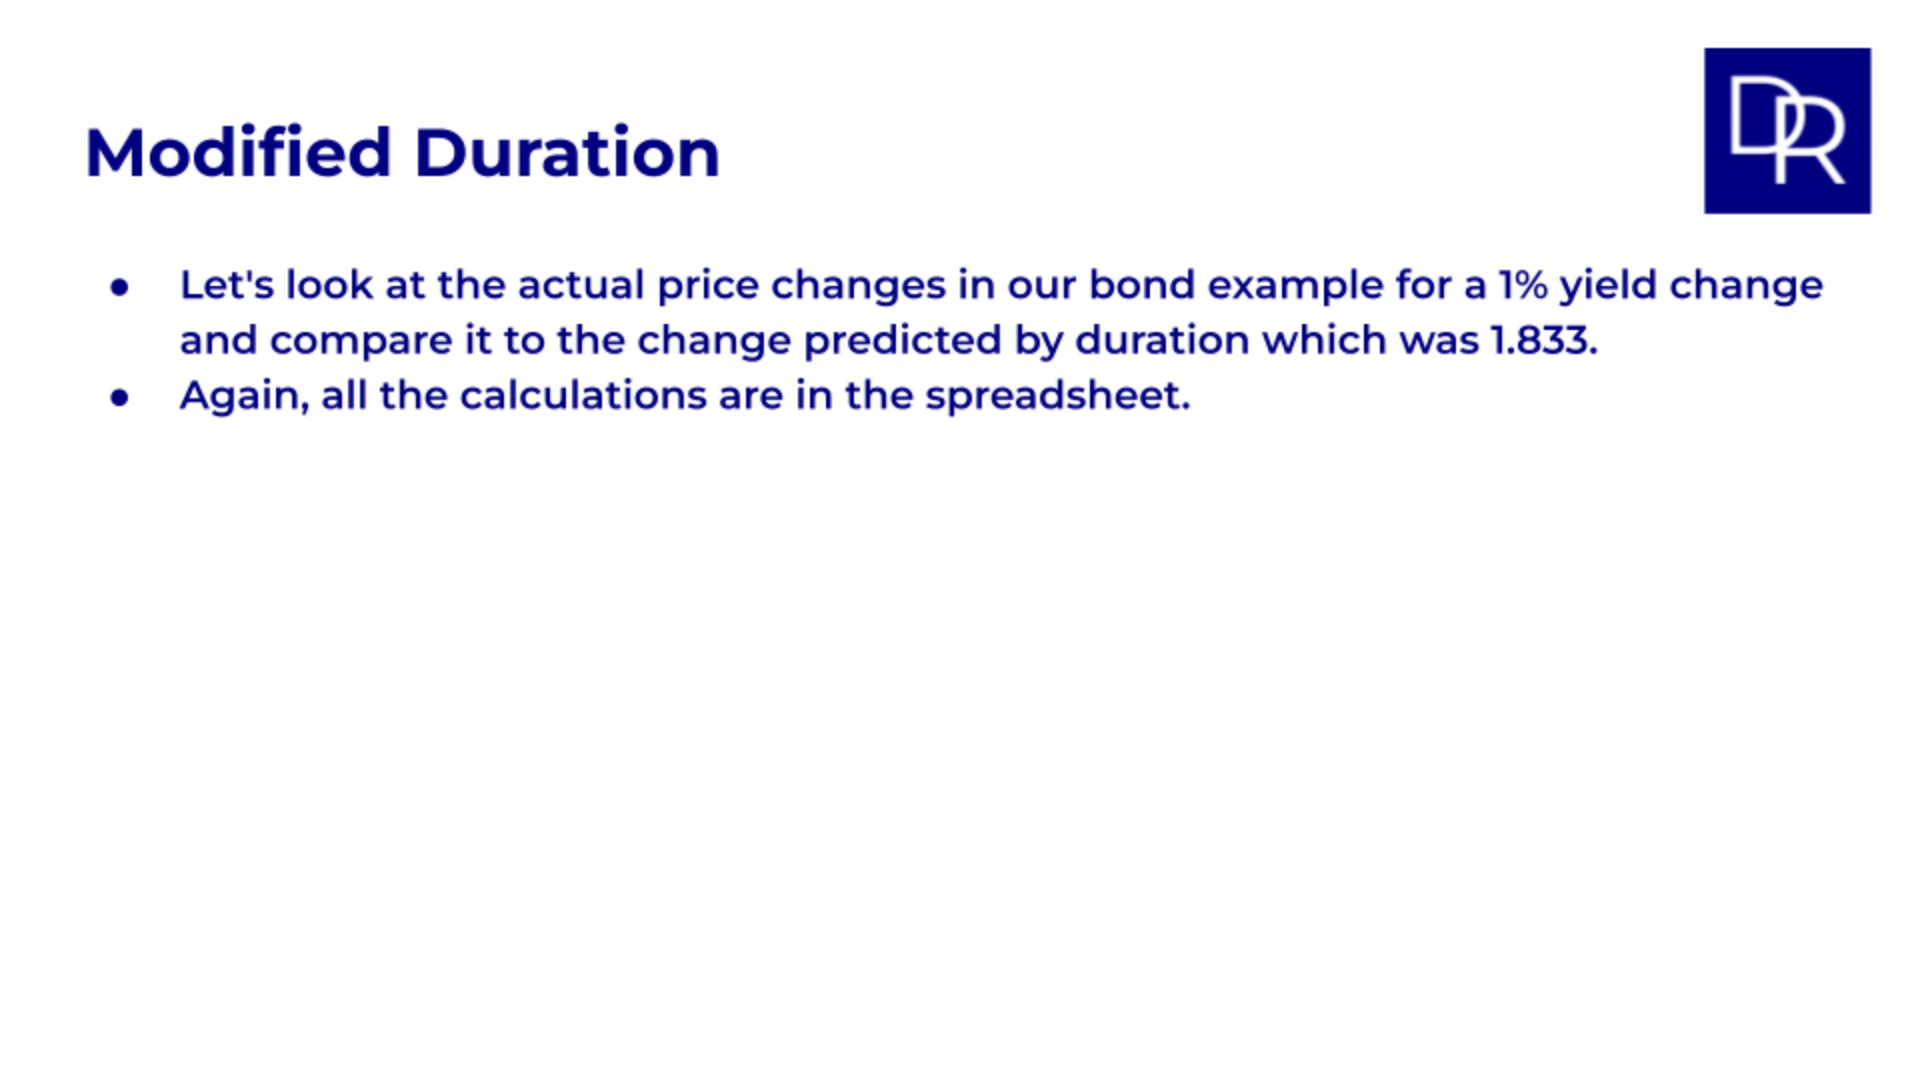 DR
Modified Duration
● Let's look at the actual price changes in our bond example for a 1% yield change
and compare it to the change predicted by duration which was 1.833.
● Again, all the calculations are in the spreadsheet.